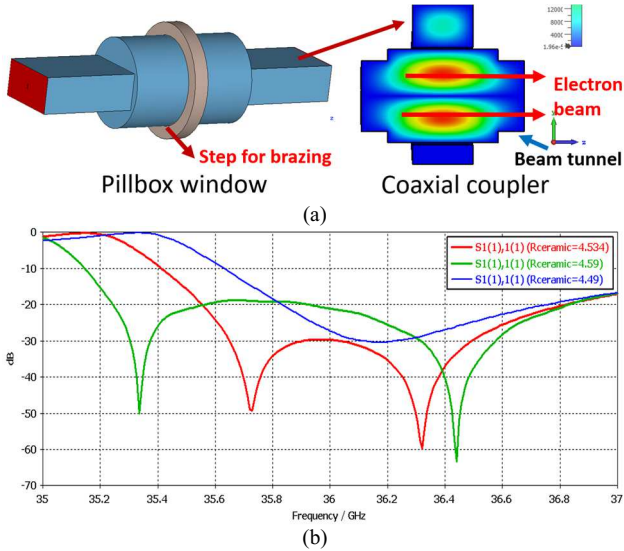 12000
8000
4000
Electron
beam
Step for brazing
Beam tunnel
Pillbox window
Coaxial coupler
(a)
S1(1),1(1) (Rceramic=4.534)
S1(1),1(1) (Rceramic=4.59)
S1(1),1(1) (Rceramic=4.49)
0
-10
-20
-30
-40
-50
-60
-70
dB
35
35.2
35.4
35.6
35.8
36
36.2
36.4
36.6
36.8
37
Frequency / GHz
(b)